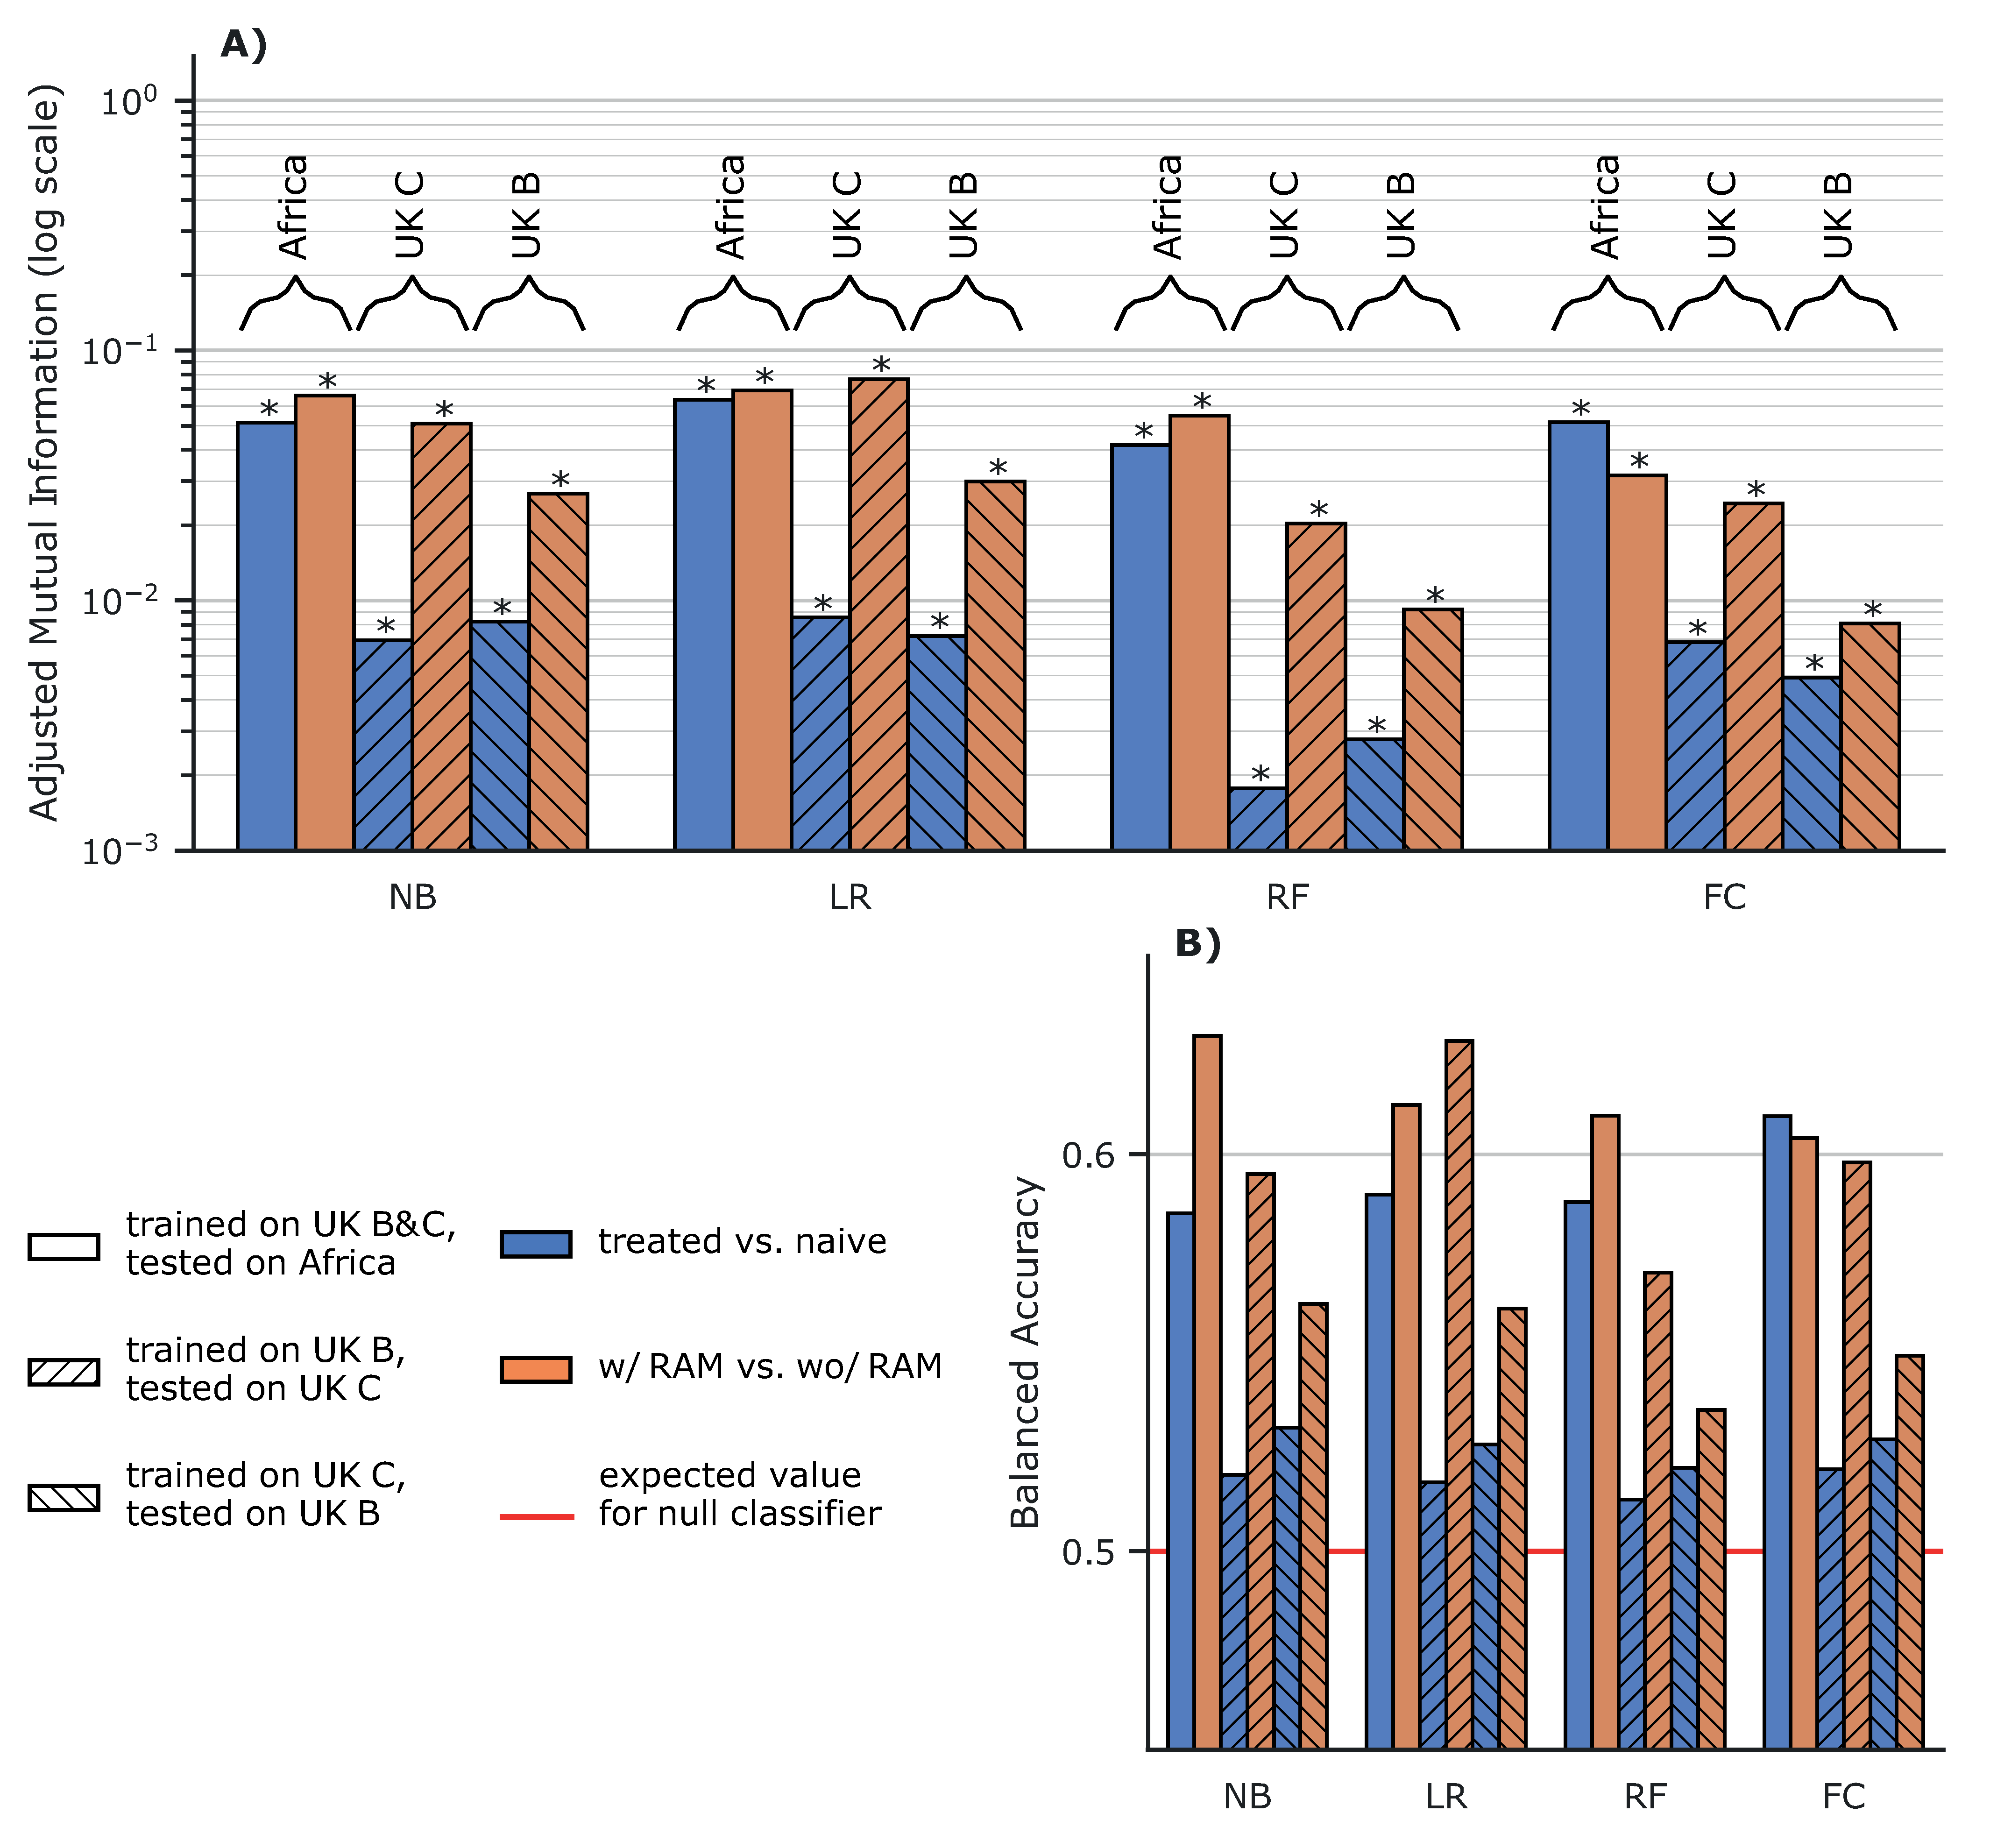 A)
Adjusted Mutual Information (log scale)
10⁰
10⁻¹
10⁻²
10⁻³
Africa
UK C
UK B
Africa
UK C
UK B
Africa
UK C
UK B
Africa
UK C
UK B
* * * * * *
* * * * * *
* * * * * *
* * * * * *
NB
LR
RF
FC
B)
Balanced Accuracy
0.6
0.5
NB
LR
RF
FC
trained on UK B&C,
tested on Africa
trained on UK B,
tested on UK C
trained on UK C,
tested on UK B
treated vs. naive
w/ RAM vs. wo/ RAM
expected value
for null classifier